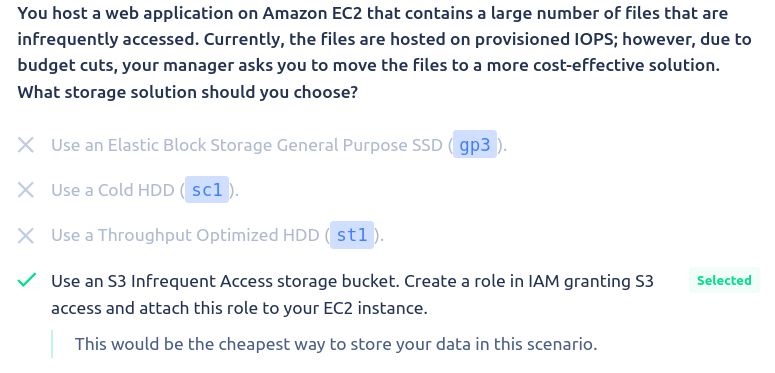 You host a web application on Amazon EC2 that contains a large number of files that are
infrequently accessed. Currently, the files are hosted on provisioned IOPS; however, due to
budget cuts, your manager asks you to move the files to a more cost-effective solution.
What storage solution should you choose?
Use an Elastic Block Storage General Purpose SSD (gp3).
Use a Cold HDD (sc1).
Use a Throughput Optimized HDD (st1).
Use an S3 Infrequent Access storage bucket. Create a role in IAM granting S3
Selected
access and attach this role to your EC2 instance.
This would be the cheapest way to store your data in this scenario.